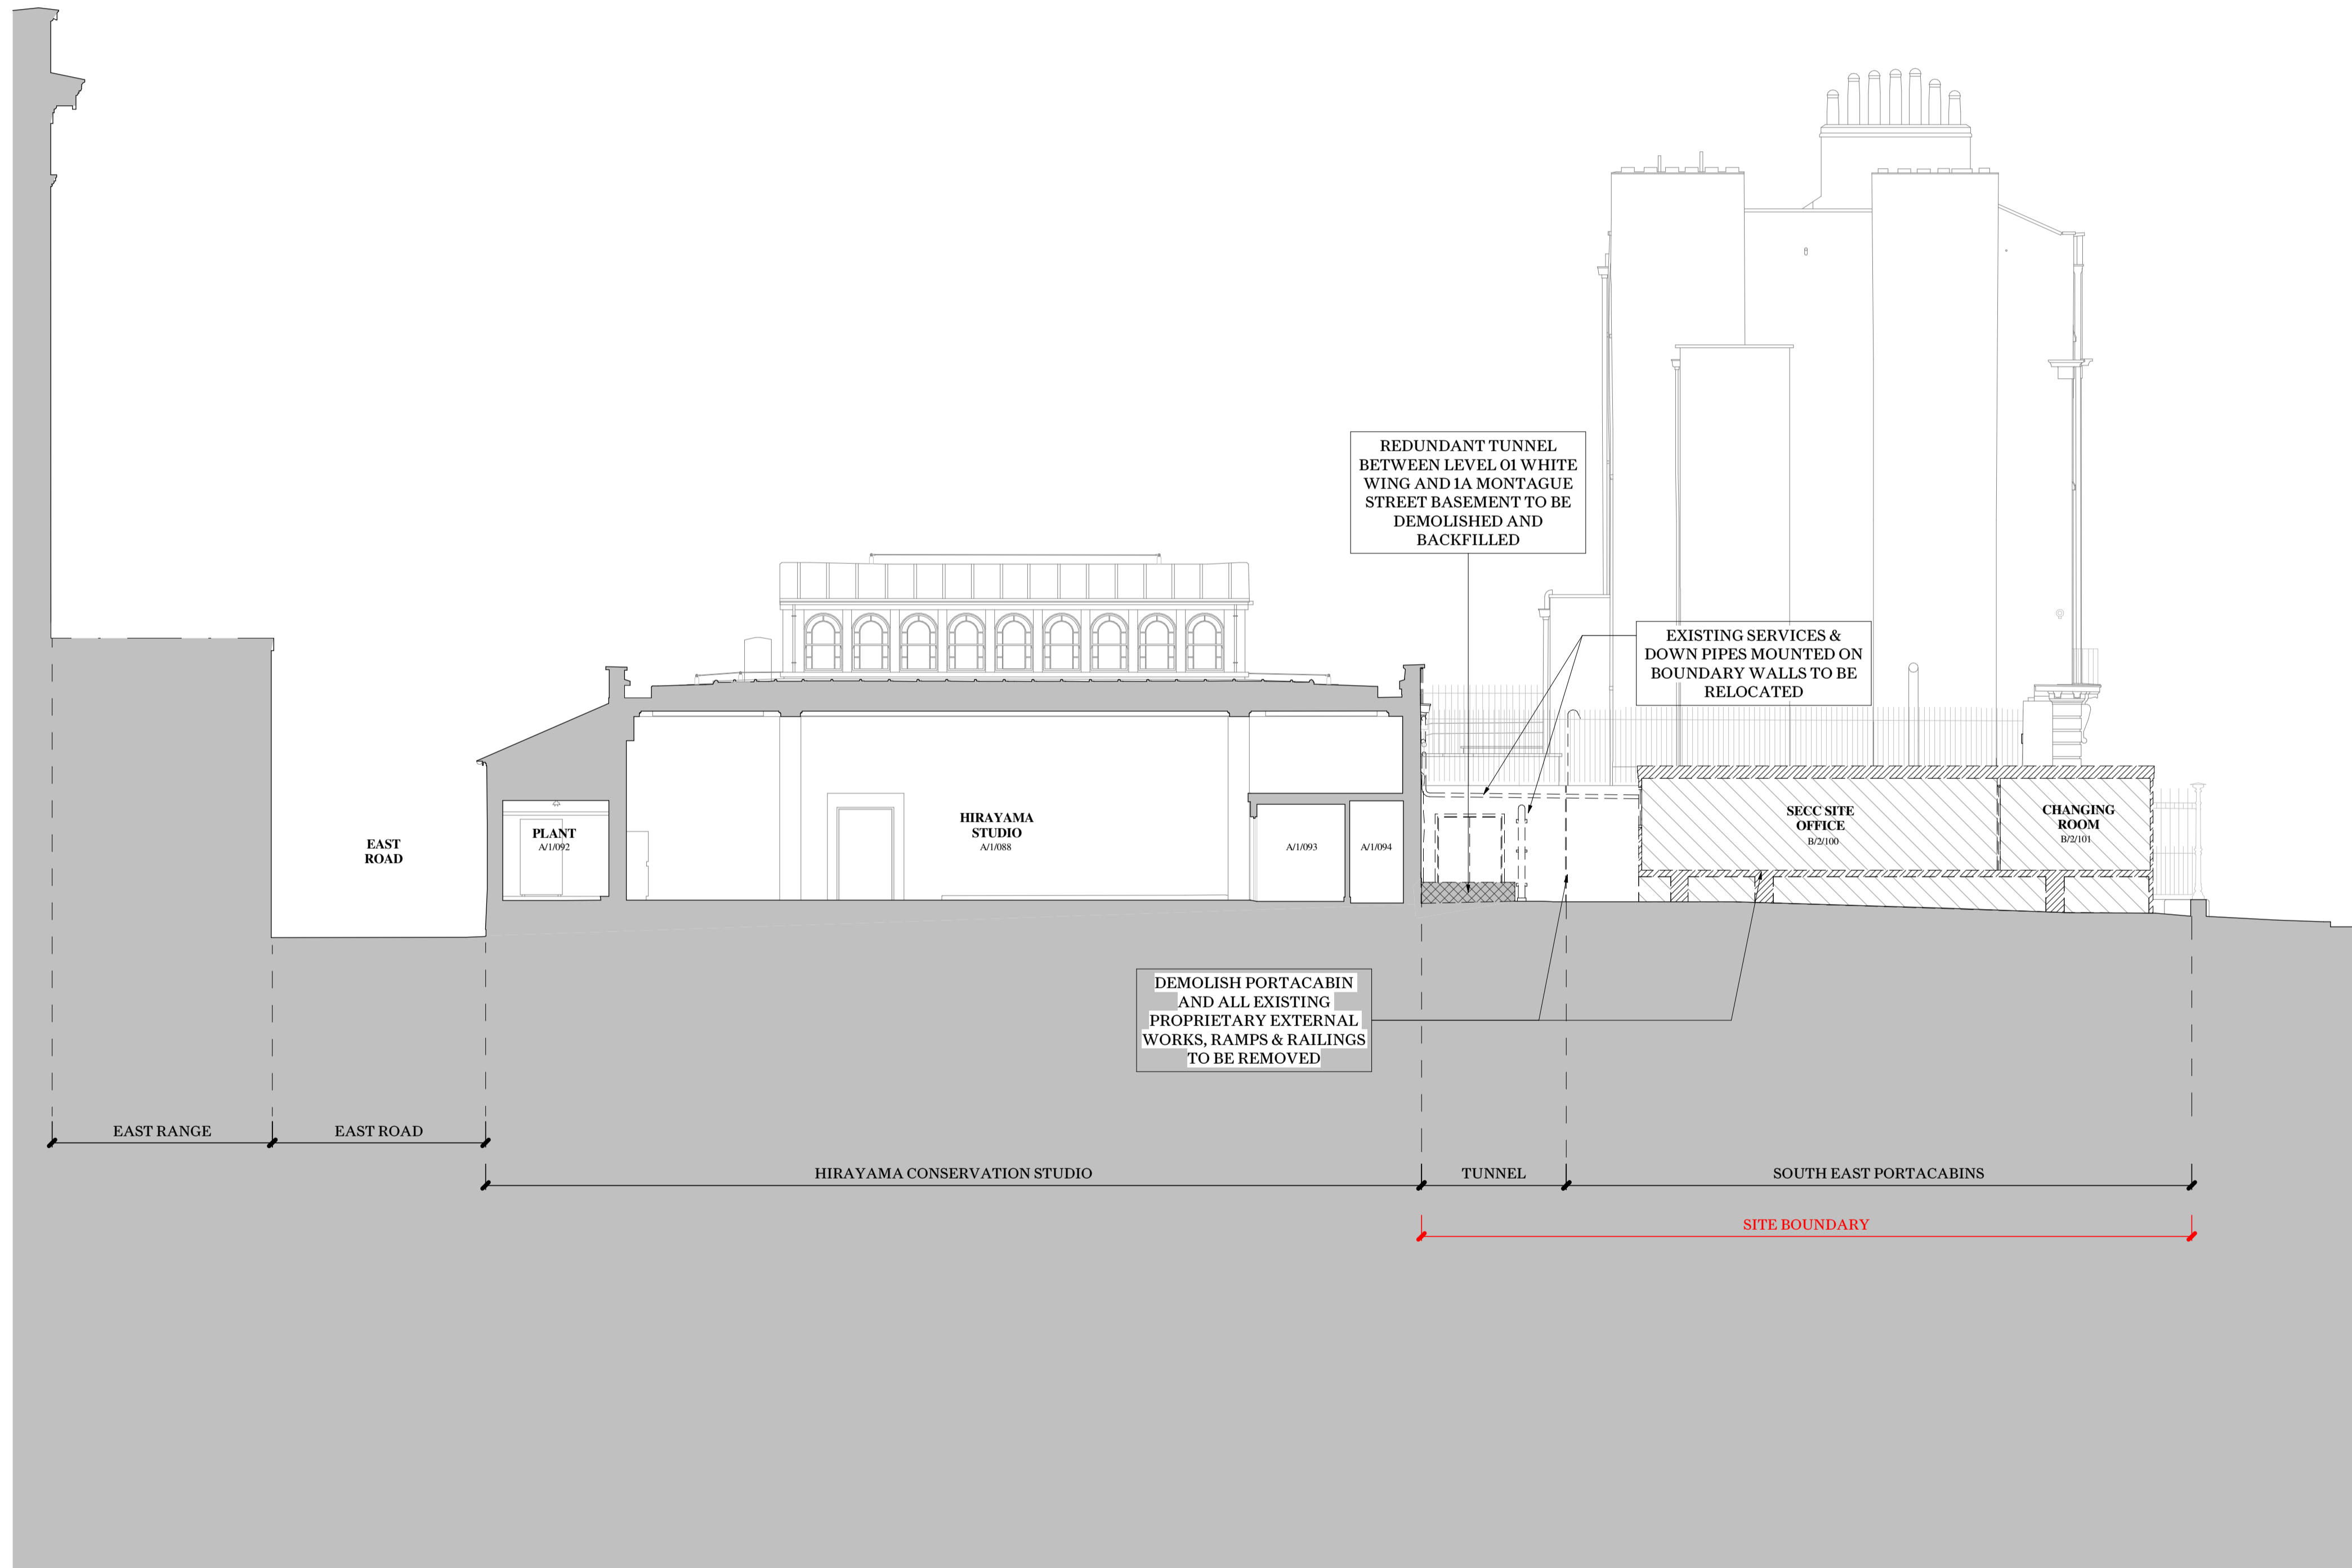 REDUNDANT TUNNEL
BETWEEN LEVEL 01 WHITE
WING AND 1A MONTAGUE
STREET BASEMENT TO BE
DEMOLISHED AND
BACKFILLED
EXISTING SERVICES &
DOWN PIPES MOUNTED ON
BOUNDARY WALLS TO BE
RELOCATED
EAST
ROAD
PLANT
A/1/092
HIRAYAMA
STUDIO
A/1/088
A/1/093
A/1/094
SECC SITE
OFFICE
B/2/100
CHANGING
ROOM
B/2/101
DEMOLISH PORTACABIN
AND ALL EXISTING
PROPRIETARY EXTERNAL
WORKS, RAMPS & RAILINGS
TO BE REMOVED
EAST RANGE
EAST ROAD
HIRAYAMA CONSERVATION STUDIO
TUNNEL
SOUTH EAST PORTACABINS
SITE BOUNDARY